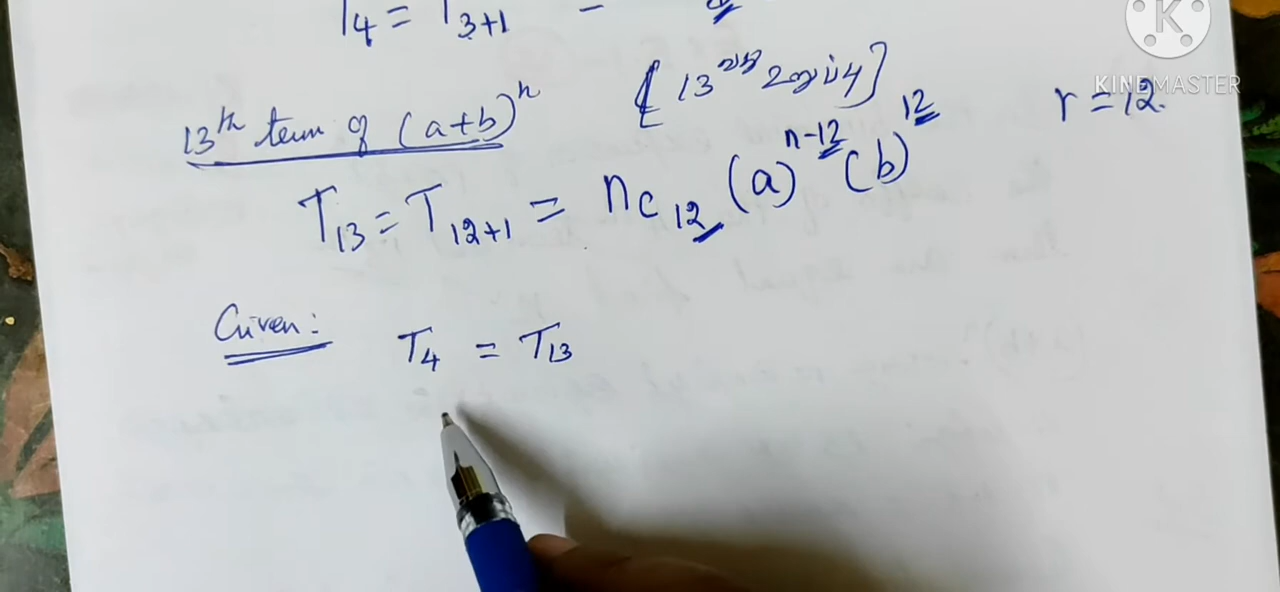 T4 = T3+1 =
13th term of (a+b)^n
r = 12.
T13 = T12+1 = nC12 (a)^n-12 (b)^12
Given: T4 = T13
K
KINEMASTER